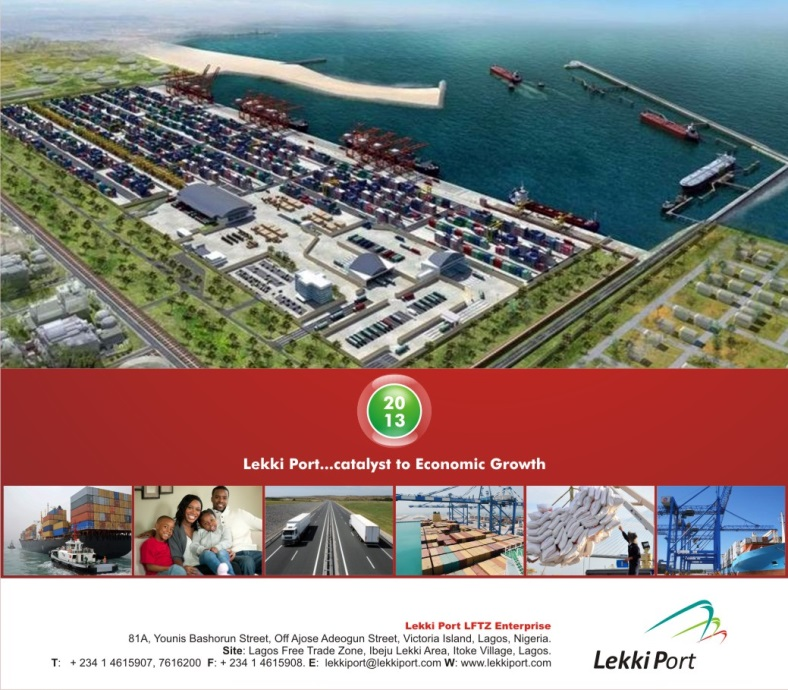 20
13
Lekki Port...catalyst to Economic Growth
Lekki Port LFTZ Enterprise
81A, Younis Bashorun Street, Off Ajose Adeogun Street, Victoria Island, Lagos, Nigeria.
Site: Lagos Free Trade Zone, Ibeju Lekki Area, Itoke Village, Lagos.
T: + 234 1 4615907, 7616200 F: + 234 1 4615908. E: lekkiport@lekkiport.com W: www.lekkiport.com
Lekki Port